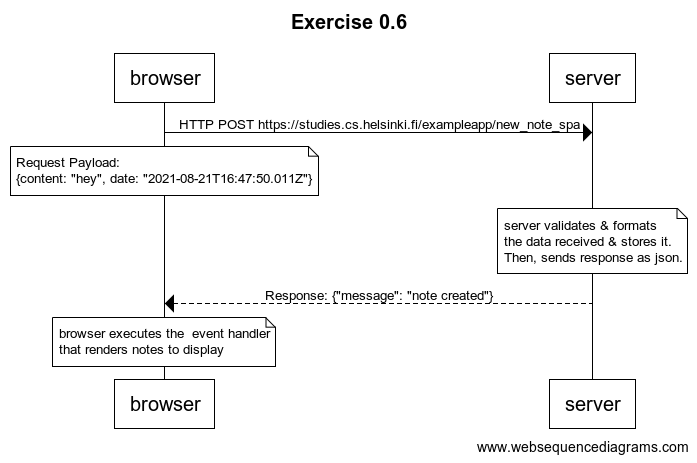 Exercise 0.6
browser
server
HTTP POST https://studies.cs.helsinki.fi/exampleapp/new_note_spa
Request Payload:
{content: "hey", date: "2021-08-21T16:47:50.011Z"}
server validates & formats
the data received & stores it.
Then, sends response as json.
Response: {"message": "note created"}
browser executes the  event handler
that renders notes to display
browser
server
www.websequencediagrams.com